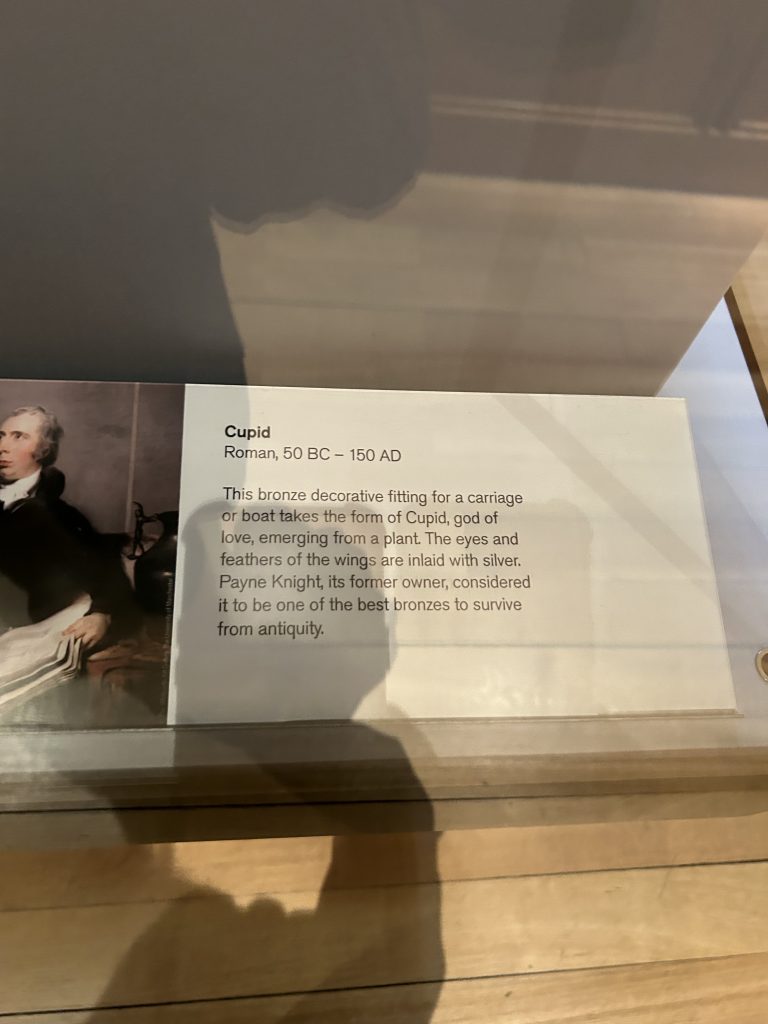 Cupid
Roman, 50 BC – 150 AD
This bronze decorative fitting for a carriage
or boat takes the form of Cupid, god of
love, emerging from a plant. The eyes and
feathers of the wings are inlaid with silver.
Payne Knight, its former owner, considered
it to be one of the best bronzes to survive
from antiquity.